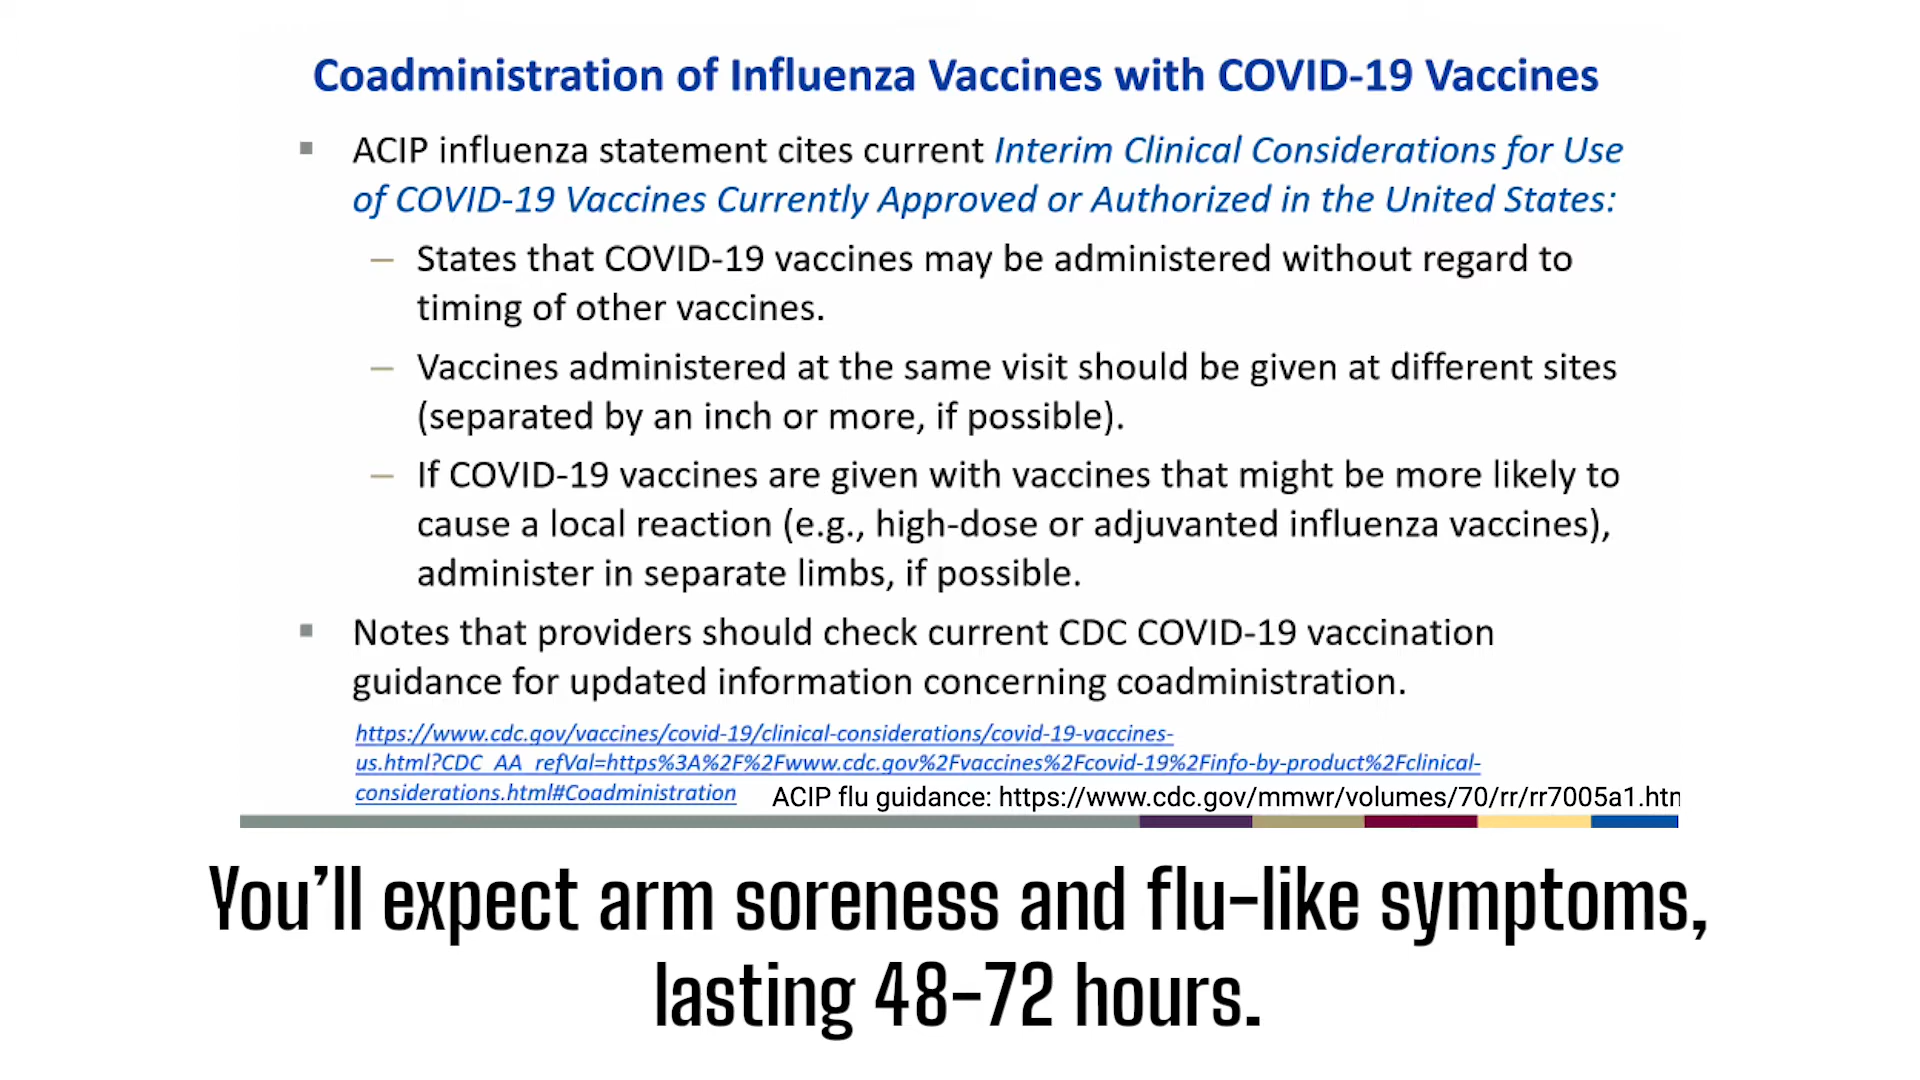 Coadministration of Influenza Vaccines with COVID-19 Vaccines
ACIP influenza statement cites current Interim Clinical Considerations for Use
of COVID-19 Vaccines Currently Approved or Authorized in the United States:
– States that COVID-19 vaccines may be administered without regard to
timing of other vaccines.
– Vaccines administered at the same visit should be given at different sites
(separated by an inch or more, if possible).
– If COVID-19 vaccines are given with vaccines that might be more likely to
cause a local reaction (e.g., high-dose or adjuvanted influenza vaccines),
administer in separate limbs, if possible.
Notes that providers should check current CDC COVID-19 vaccination
guidance for updated information concerning coadministration.
https://www.cdc.gov/vaccines/covid-19/clinical-considerations/covid-19-vaccines-
us.html?CDC_AA_refVal=https%3A%2F%2Fwww.cdc.gov%2Fvaccines%2Fcovid-19%2Finfo-by-product%2Fclinical-
considerations.html#Coadministration
ACIP flu guidance: https://www.cdc.gov/mmwr/volumes/70/rr/rr7005a1.htm
You’ll expect arm soreness and flu-like symptoms,
lasting 48-72 hours.